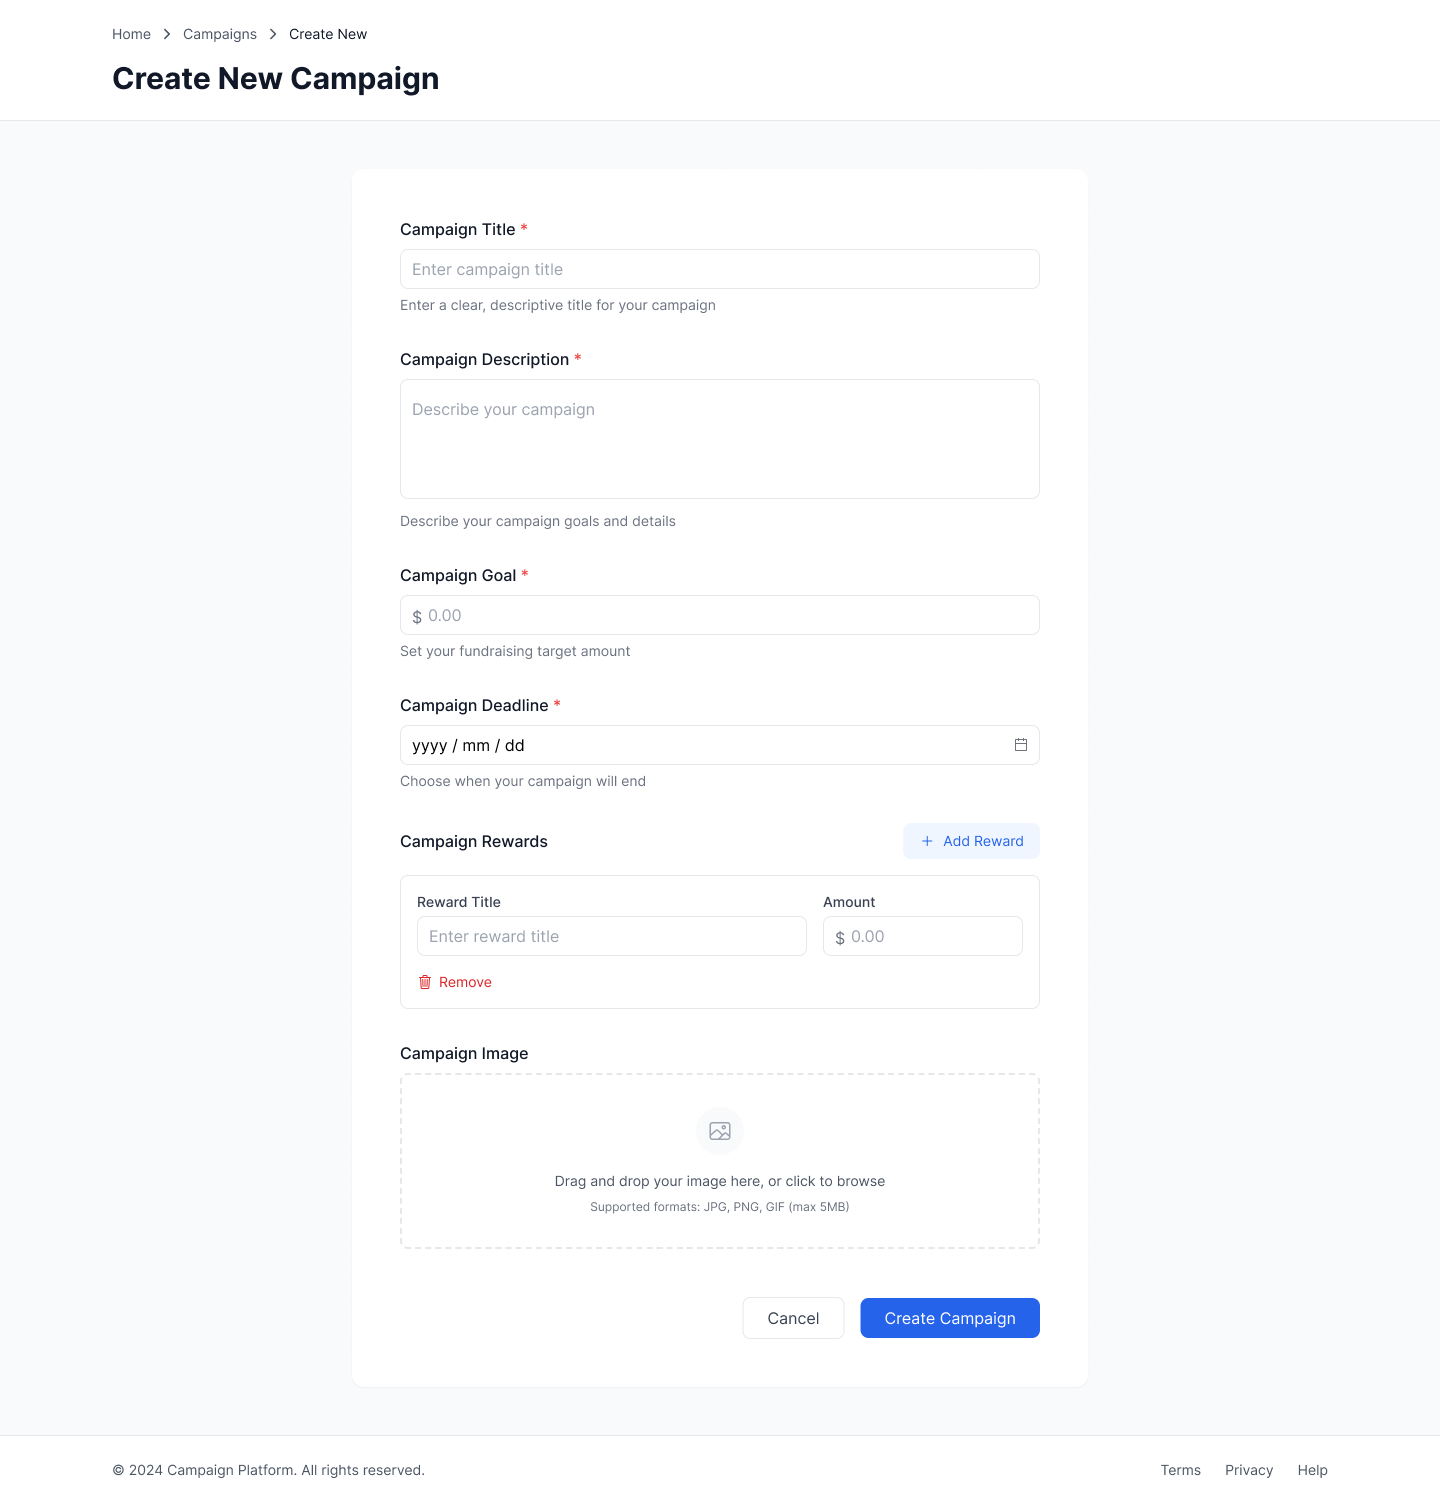 Home Campaigns Create New
Create New Campaign
Campaign Title *
Enter campaign title
Enter a clear, descriptive title for your campaign
Campaign Description *
Describe your campaign
Describe your campaign goals and details
Campaign Goal *
$ 0.00
Set your fundraising target amount
Campaign Deadline *
yyyy / mm / dd
Choose when your campaign will end
Campaign Rewards
Add Reward
Reward Title
Amount
Enter reward title
$ 0.00
Remove
Campaign Image
Drag and drop your image here, or click to browse
Supported formats: JPG, PNG, GIF (max 5MB)
Cancel
Create Campaign
© 2024 Campaign Platform. All rights reserved.
Terms Privacy Help